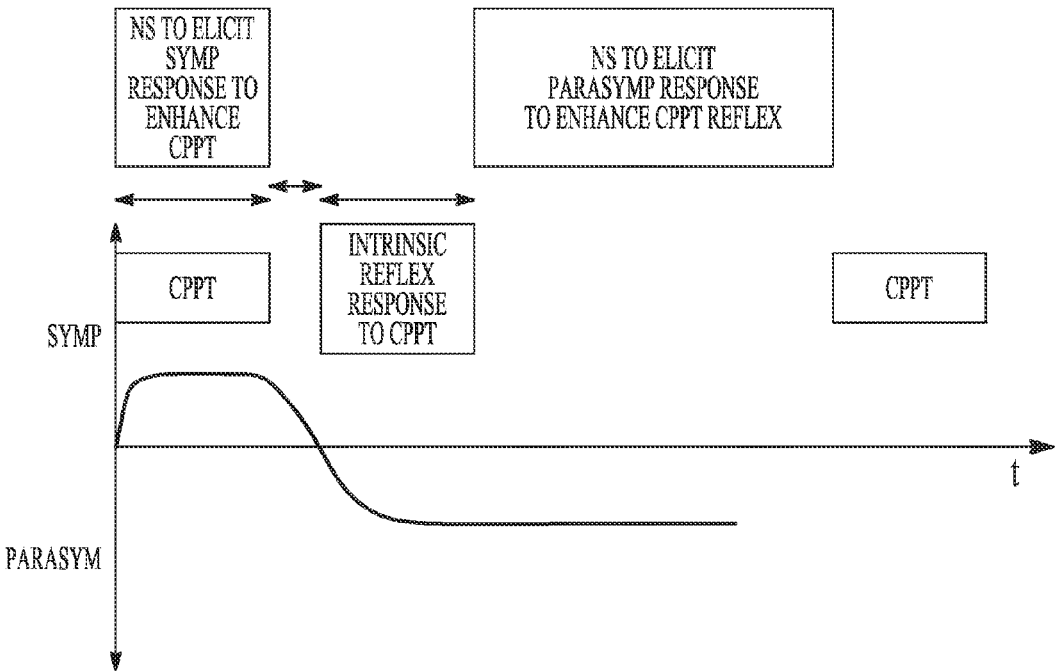 NS TO ELICIT
SYMP
RESPONSE TO
ENHANCE
CPPT
NS TO ELICIT
PARASYMP RESPONSE
TO ENHANCE CPPT REFLEX
CPPT
INTRINSIC
REFLEX
RESPONSE
TO CPPT
CPPT
SYMP
t
PARASYM